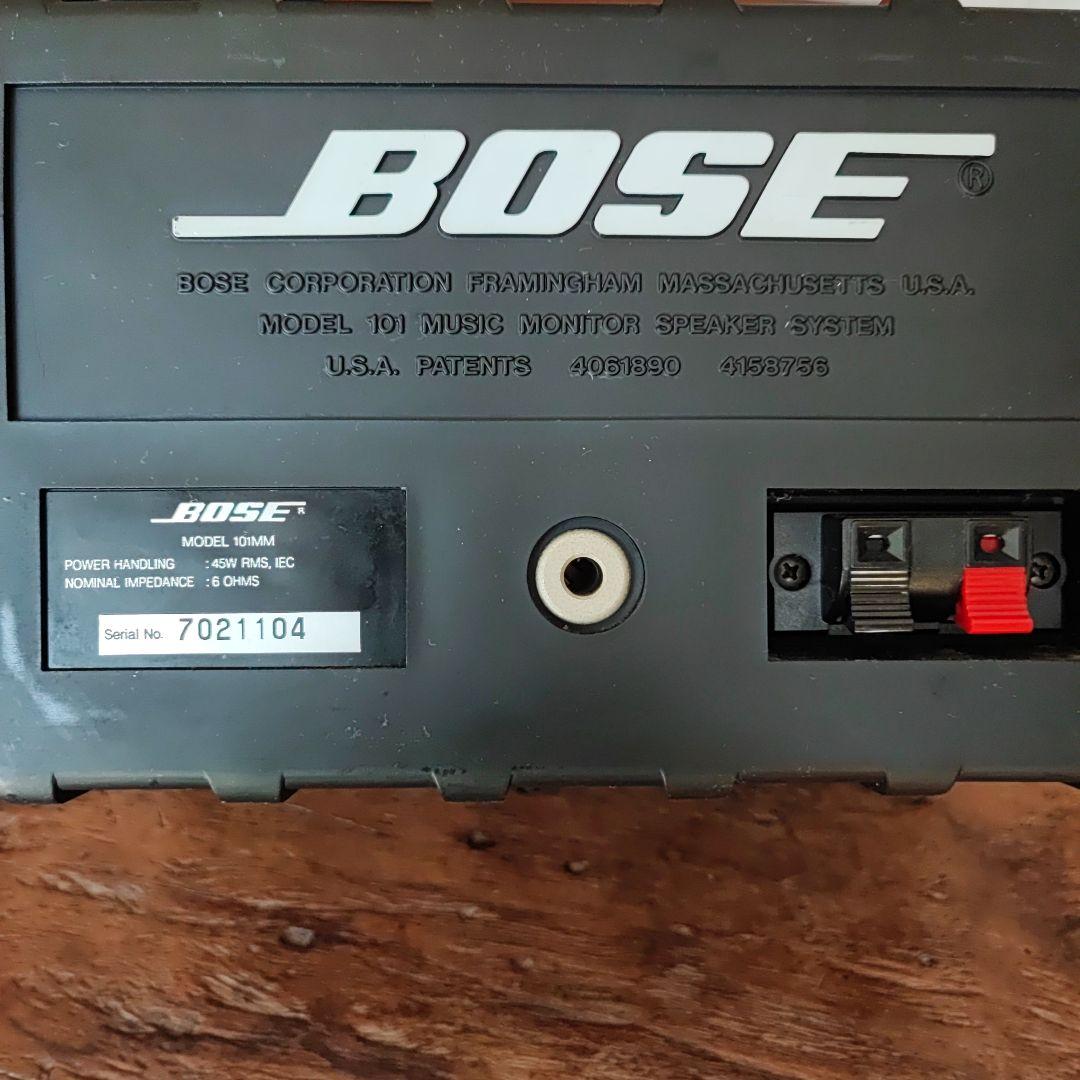 BOSE®
BOSE CORPORATION FRAMINGHAM MASSACHUSETTS U.S.A.
MODEL 101 MUSIC MONITOR SPEAKER SYSTEM
U.S.A. PATENTS 4061890 4158756
BOSE®
MODEL 101MM
POWER HANDLING : 45W RMS, IEC
NOMINAL IMPEDANCE : 6 OHMS
Serial No. 7021104